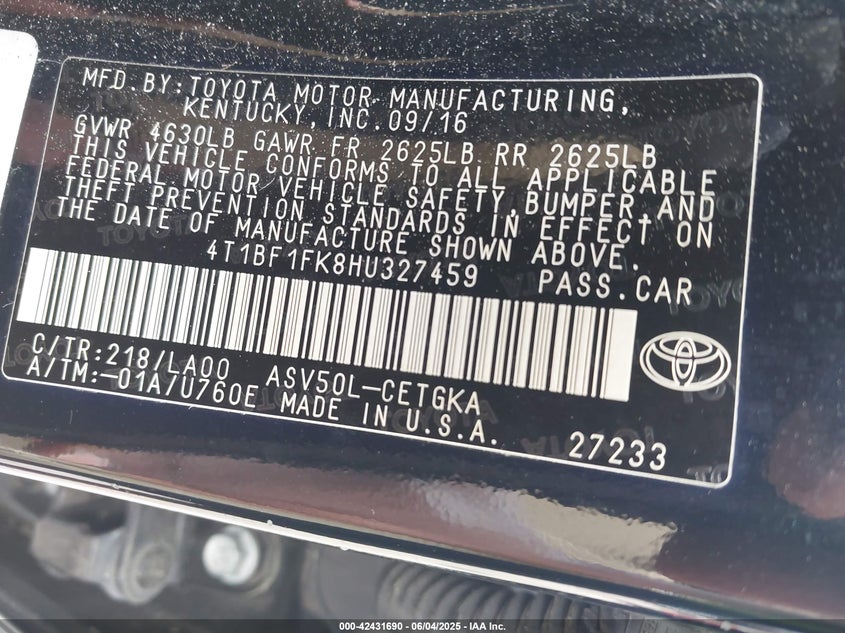 MFD.BY:TOYOTA MOTOR MANUFACTURING,
KENTUCKY,INC.09/16
GVWR 4630LB GAWR FR 2625LB RR 2625LB
THIS VEHICLE CONFORMS TO ALL APPLICABLE
FEDERAL MOTOR VEHICLE SAFETY,BUMPER,AND
THEFT PREVENTION STANDARDS IN EFFECT ON
THE DATE OF MANUFACTURE SHOWN ABOVE.
4T1BF1FK8HU327459 PASS.CAR
C/TR:218/LA00 ASV50L-CETGKA
A/TM:-01A/U760E MADE IN U.S.A. 27233
000-42431690 - 06/04/2025 - IAA Inc.